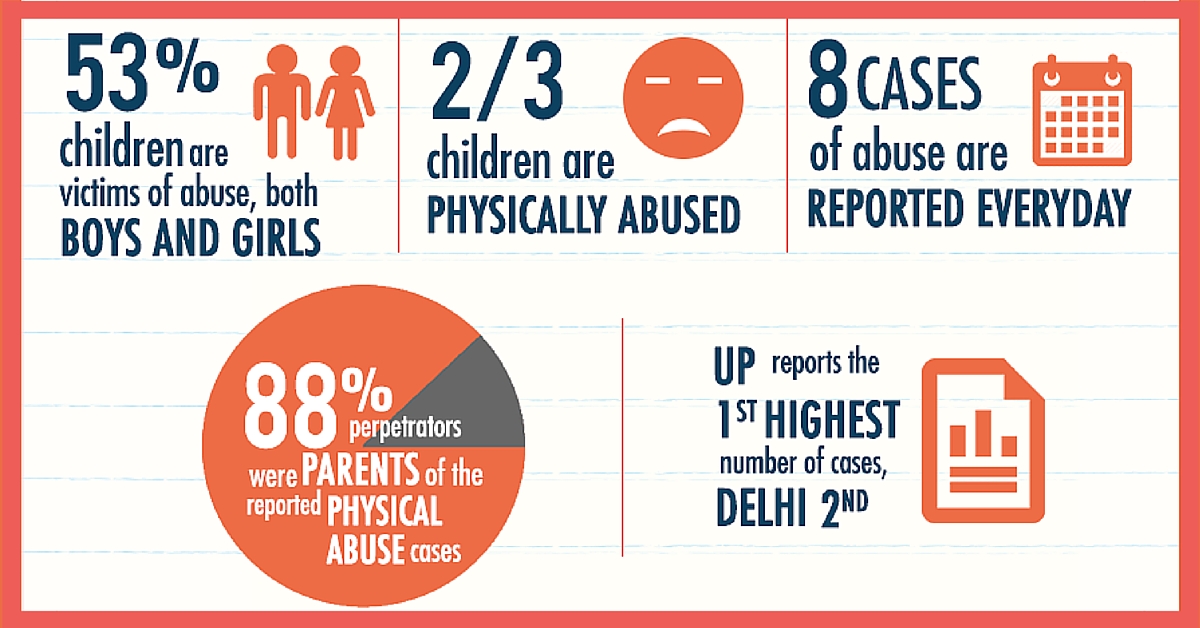 53%
children are
victims of abuse, both
BOYS AND GIRLS
2/3
children are
PHYSICALLY ABUSED
8 CASES
of abuse are
REPORTED EVERYDAY
88%
perpetrators
were PARENTS of the
reported PHYSICAL
ABUSE cases
UP reports the
1ST HIGHEST
number of cases,
DELHI 2ND